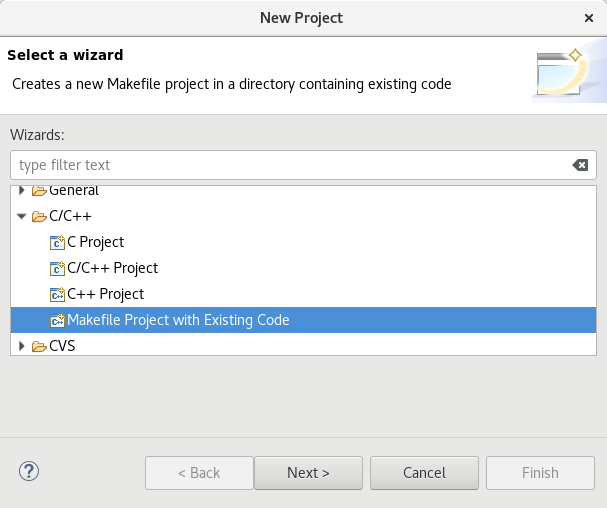 New Project
Select a wizard
Creates a new Makefile project in a directory containing existing code
Wizards:
type filter text
General
C/C++
C Project
C/C++ Project
C++ Project
Makefile Project with Existing Code
CVS
< Back Next > Cancel Finish